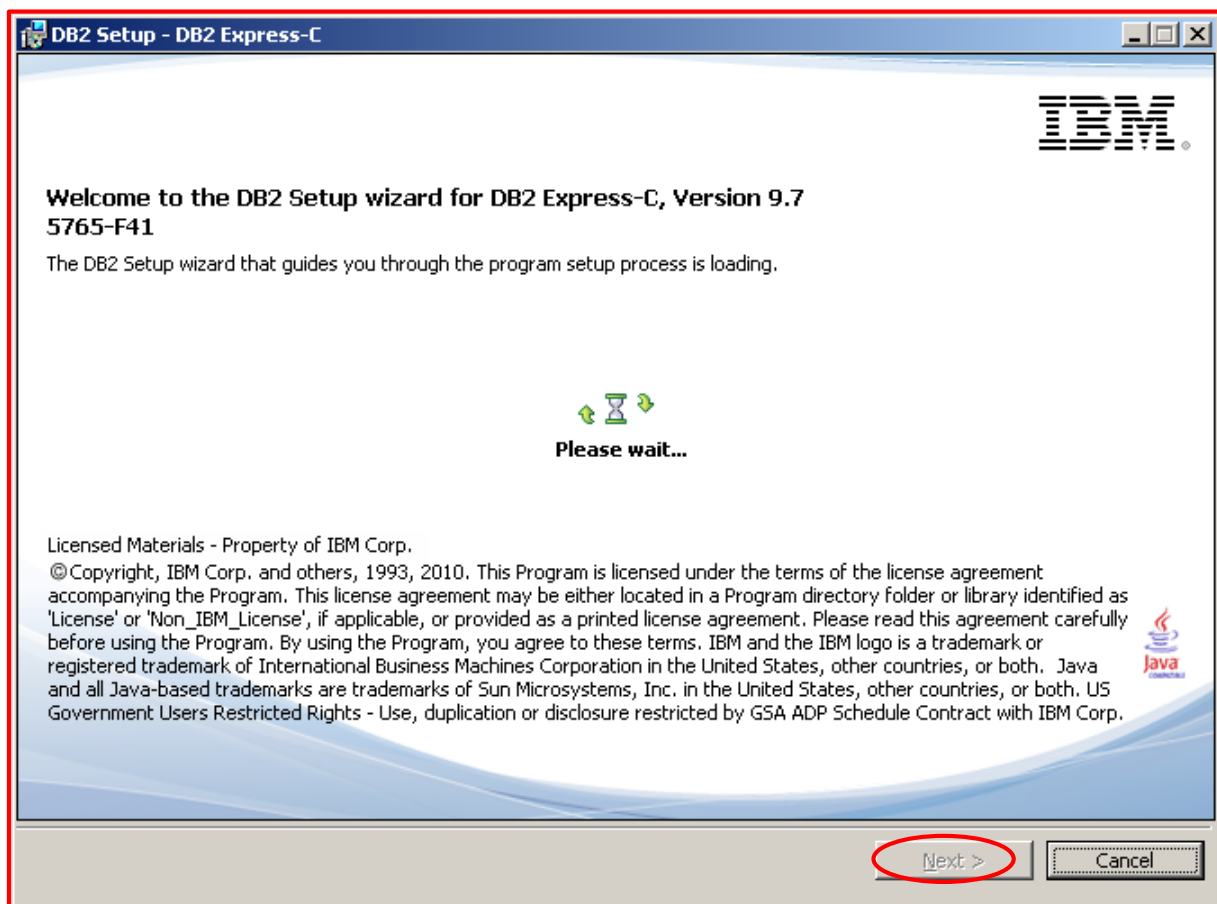 DB2 Setup - DB2 Express-C
IBM®
Welcome to the DB2 Setup wizard for DB2 Express-C, Version 9.7
5765-F41
The DB2 Setup wizard that guides you through the program setup process is loading.
Please wait...
Licensed Materials - Property of IBM Corp.
©Copyright, IBM Corp. and others, 1993, 2010. This Program is licensed under the terms of the license agreement
accompanying the Program. This license agreement may be either located in a Program directory folder or library identified as
'License' or 'Non_IBM_License', if applicable, or provided as a printed license agreement. Please read this agreement carefully
before using the Program. By using the Program, you agree to these terms. IBM and the IBM logo is a trademark or
registered trademark of International Business Machines Corporation in the United States, other countries, or both. Java
and all Java-based trademarks are trademarks of Sun Microsystems, Inc. in the United States, other countries, or both. US
Government Users Restricted Rights - Use, duplication or disclosure restricted by GSA ADP Schedule Contract with IBM Corp.
Java
COMPATIBLE
Next >
Cancel